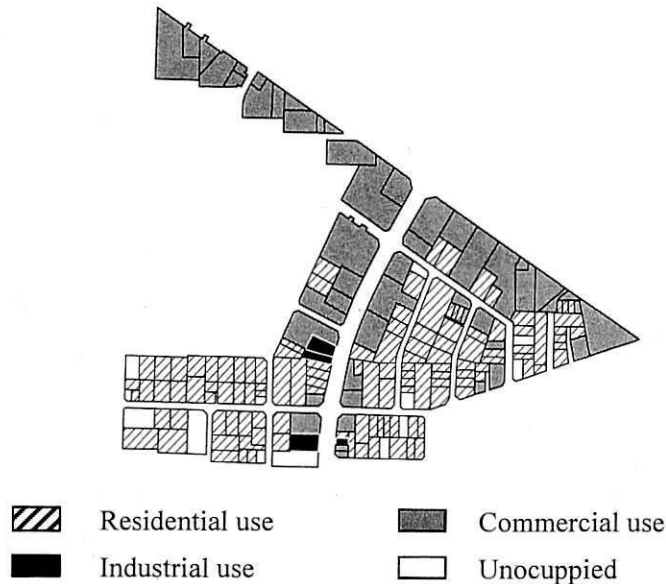 Residential use
Commercial use
Industrial use
Unocuppied